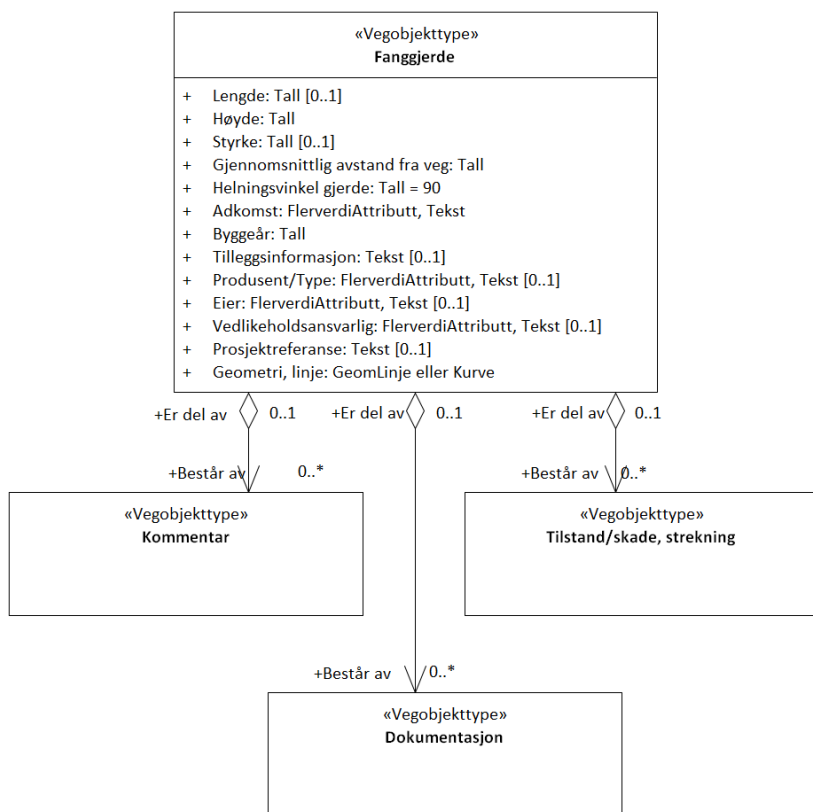 «Vegobjekttype»
Fanggjerde
+ Lengde: Tall [0..1]
+ Høyde: Tall
+ Styrke: Tall [0..1]
+ Gjennomsnittlig avstand fra veg: Tall
+ Helningsvinkel gjerde: Tall = 90
+ Adkomst: FlerverdiAttributt, Tekst
+ Byggeår: Tall
+ Tilleggsinformasjon: Tekst [0..1]
+ Produsent/Type: FlerverdiAttributt, Tekst [0..1]
+ Eier: FlerverdiAttributt, Tekst [0..1]
+ Vedlikeholdsansvarlig: FlerverdiAttributt, Tekst [0..1]
+ Prosjektreferanse: Tekst [0..1]
+ Geometri, linje: GeomLinje eller Kurve
+Er del av 0..1 +Er del av 0..1 +Er del av 0..1
+Består av 0..* +Består av 0..*
«Vegobjekttype»
Kommentar
«Vegobjekttype»
Tilstand/skade, strekning
+Består av 0..*
«Vegobjekttype»
Dokumentasjon